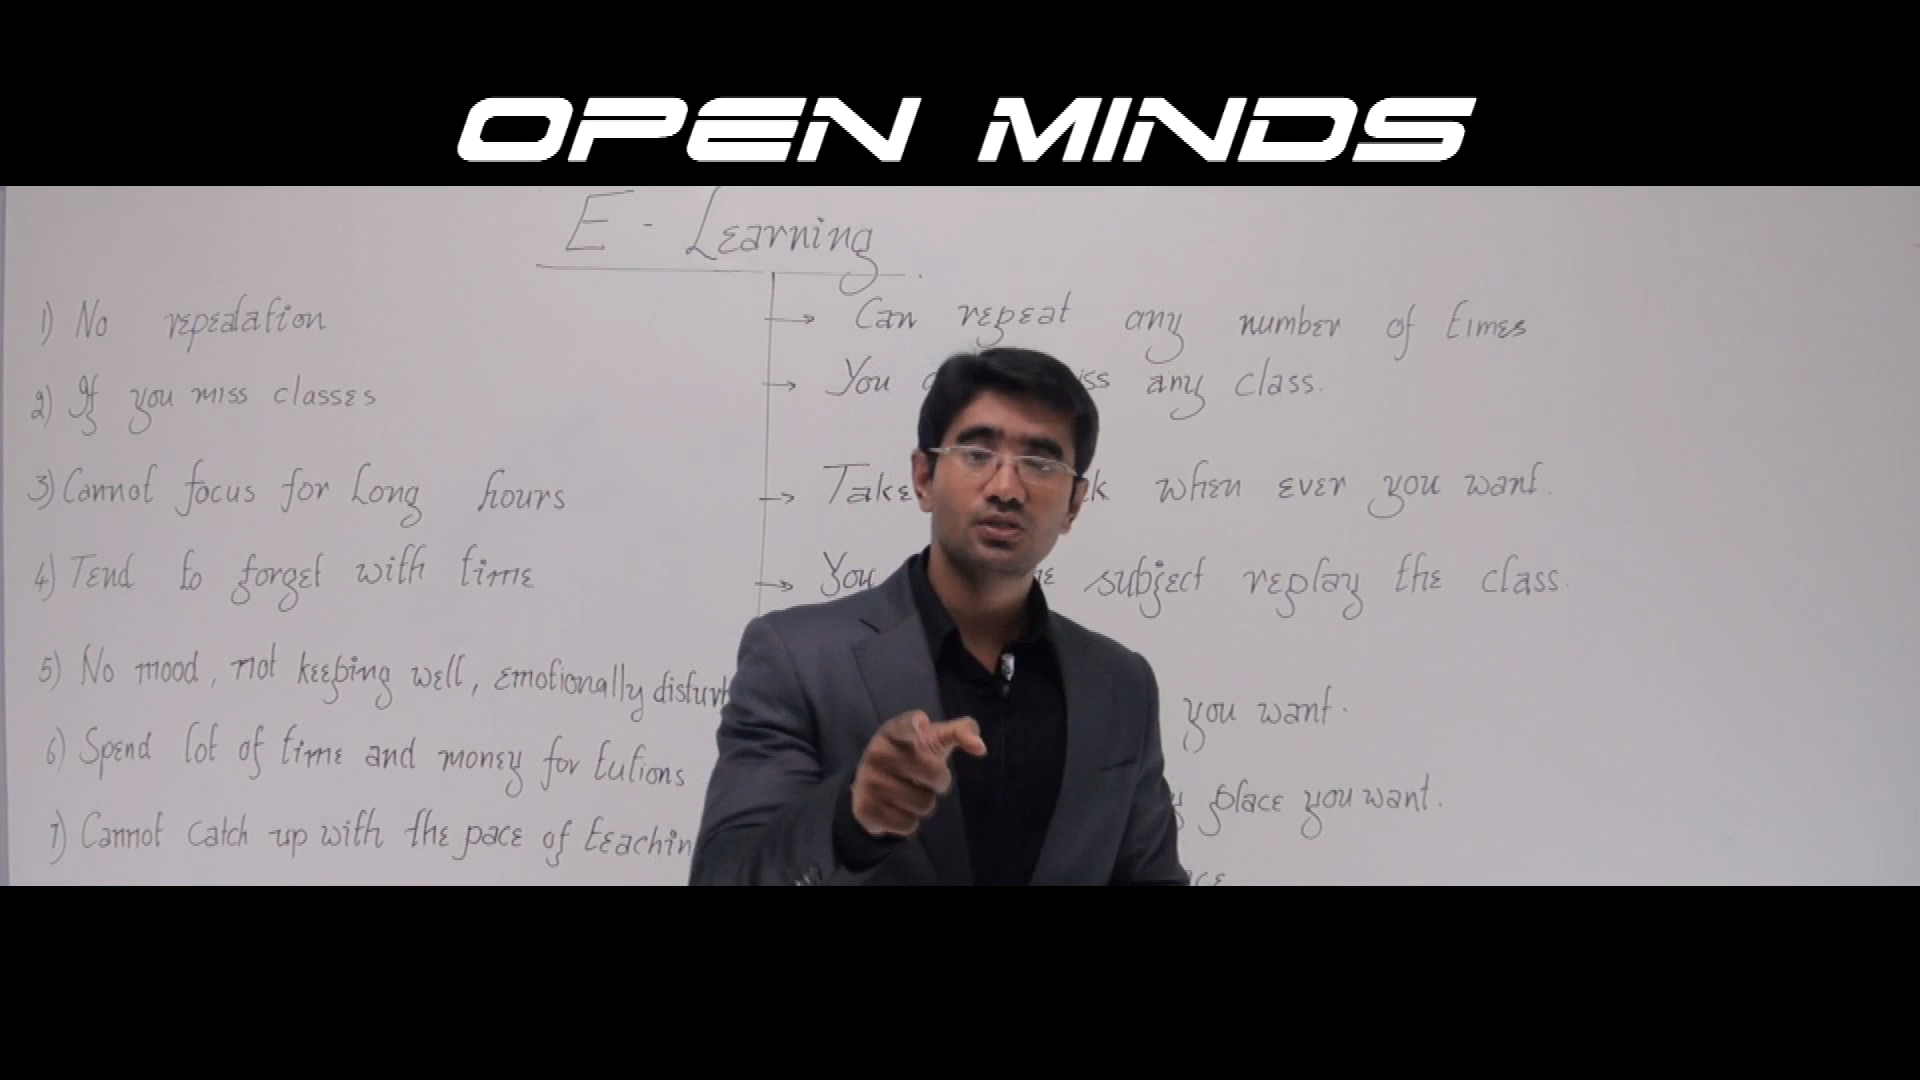 OPEN MINDS
E - Learning
1) No repeatation
2) If you miss classes
3) Cannot focus for Long hours
4) Tend to forget with time
5) No mood, not keeping well, emotionally
6) Spend lot of time and money for tutions
7) Cannot catch up with the pace of
→ Can repeat any number of times
→ You any class.
→ Take when ever you want.
→ You subject replay the class.
you want.
place you want.